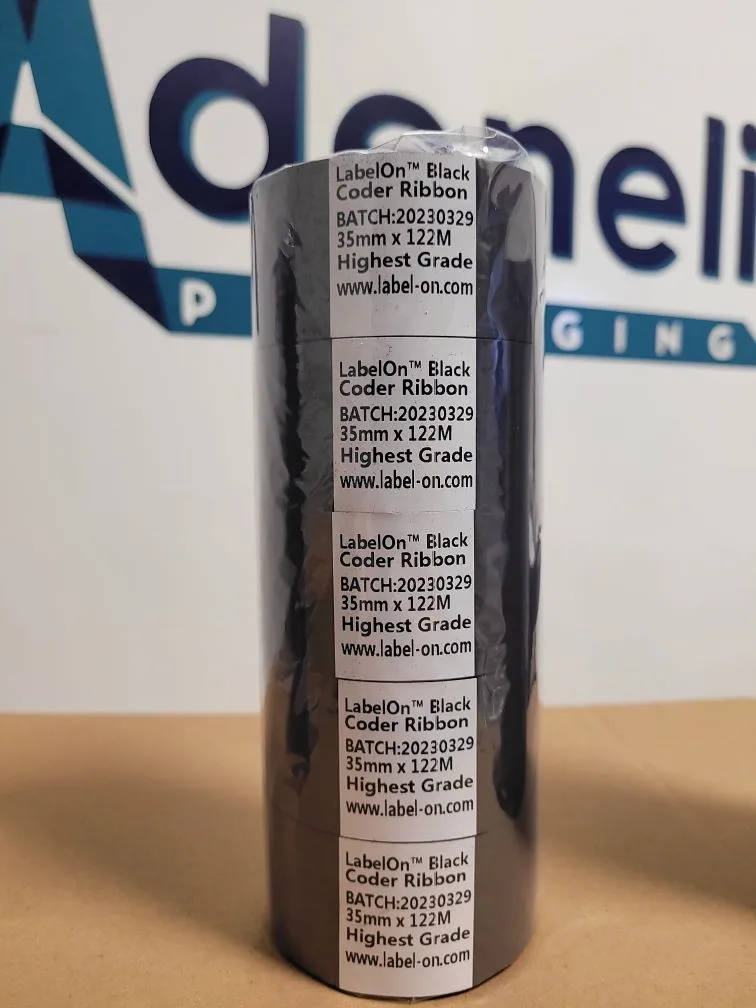 Adoneli
P GING
LabelOn™ Black
Coder Ribbon
BATCH:20230329
35mm x 122M
Highest Grade
www.label-on.com
LabelOn™ Black
Coder Ribbon
BATCH:20230329
35mm x 122M
Highest Grade
www.label-on.com
LabelOn™ Black
Coder Ribbon
BATCH:20230329
35mm x 122M
Highest Grade
www.label-on.com
LabelOn™ Black
Coder Ribbon
BATCH:20230329
35mm x 122M
Highest Grade
www.label-on.com
LabelOn™ Black
Coder Ribbon
BATCH:20230329
35mm x 122M
Highest Grade
www.label-on.com